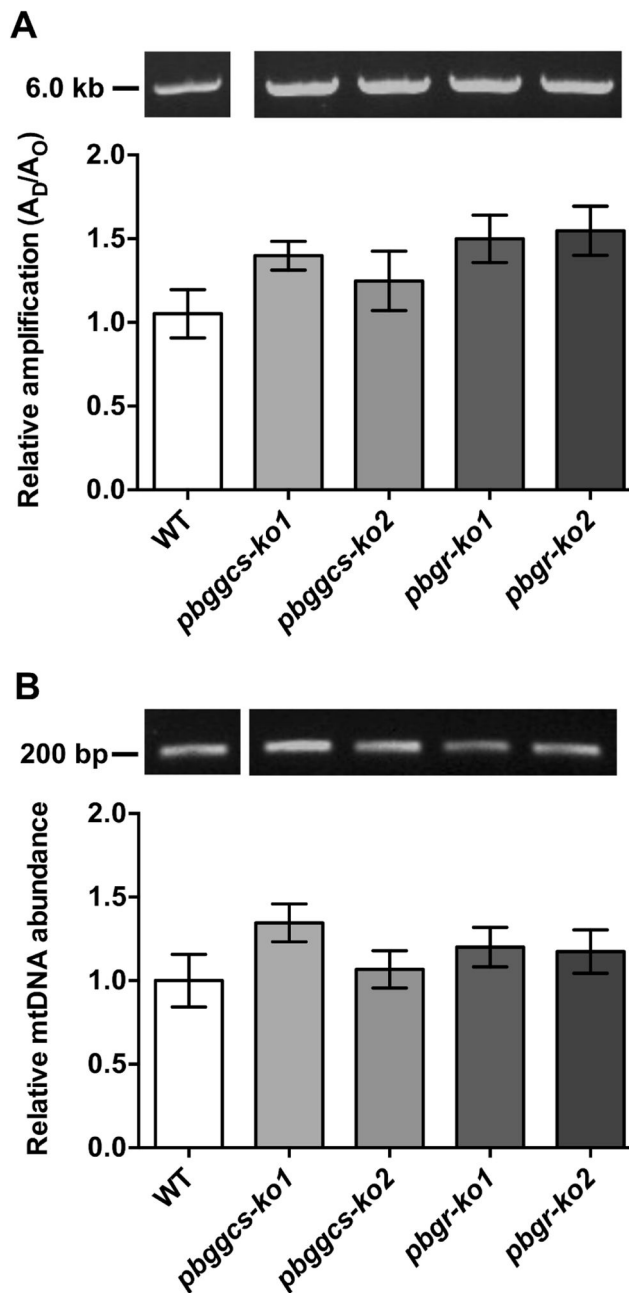 A
6.0 kb
Relative amplification (AD/AO)
2.0
1.5
1.0
0.5
0.0
WT
pbggcs-ko1
pbggcs-ko2
pbgr-ko1
pbgr-ko2
B
200 bp
Relative mtDNA abundance
2.0
1.5
1.0
0.5
0.0
WT
pbggcs-ko1
pbggcs-ko2
pbgr-ko1
pbgr-ko2